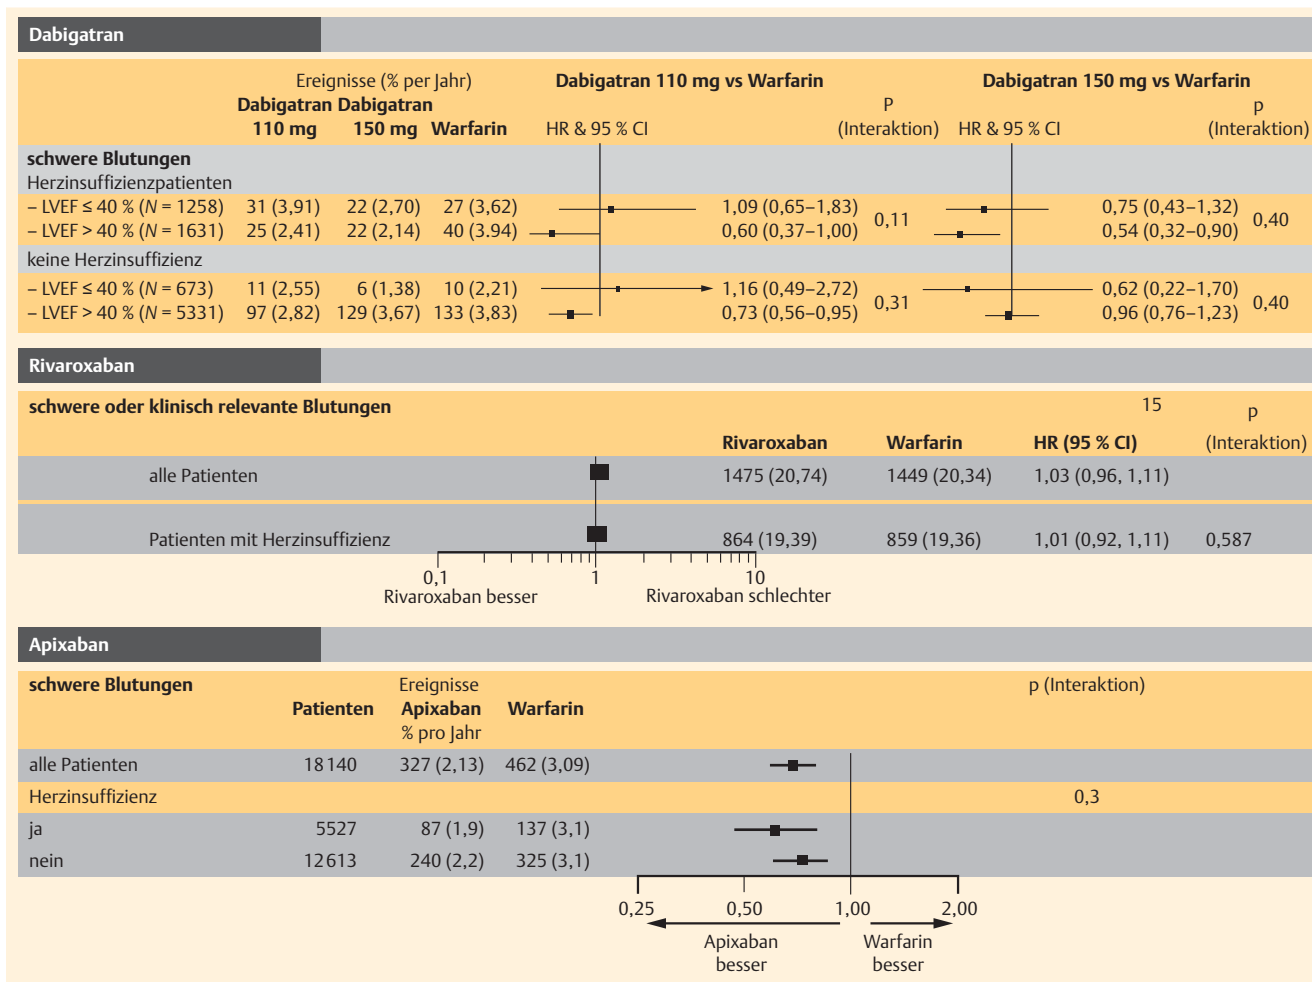 Dabigatran
Ereignisse (% per Jahr) Dabigatran 110 mg vs Warfarin Dabigatran 150 mg vs Warfarin
Dabigatran Dabigatran P p
110 mg 150 mg Warfarin HR & 95 % CI (Interaktion) HR & 95 % CI (Interaktion)
schwere Blutungen
Herzinsuffizienzpatienten
– LVEF ≤ 40 % (N = 1258) 31 (3,91) 22 (2,70) 27 (3,62) 1,09 (0,65–1,83) 0,11 0,75 (0,43–1,32) 0,40
– LVEF > 40 % (N = 1631) 25 (2,41) 22 (2,14) 40 (3.94) 0,60 (0,37–1,00) 0,54 (0,32–0,90)
keine Herzinsuffizienz
– LVEF ≤ 40 % (N = 673) 11 (2,55) 6 (1,38) 10 (2,21) 1,16 (0,49–2,72) 0,31 0,62 (0,22–1,70) 0,40
– LVEF > 40 % (N = 5331) 97 (2,82) 129 (3,67) 133 (3,83) 0,73 (0,56–0,95) 0,96 (0,76–1,23)
Rivaroxaban
schwere oder klinisch relevante Blutungen 15 p
Rivaroxaban Warfarin HR (95 % CI) (Interaktion)
alle Patienten 1475 (20,74) 1449 (20,34) 1,03 (0,96, 1,11)
Patienten mit Herzinsuffizienz 864 (19,39) 859 (19,36) 1,01 (0,92, 1,11) 0,587
0,1 1 10
Rivaroxaban besser Rivaroxaban schlechter
Apixaban
schwere Blutungen Ereignisse p (Interaktion)
Patienten Apixaban Warfarin
% pro Jahr
alle Patienten 18140 327 (2,13) 462 (3,09)
Herzinsuffizienz 0,3
ja 5527 87 (1,9) 137 (3,1)
nein 12613 240 (2,2) 325 (3,1)
0,25 0,50 1,00 2,00
Apixaban Warfarin
besser besser